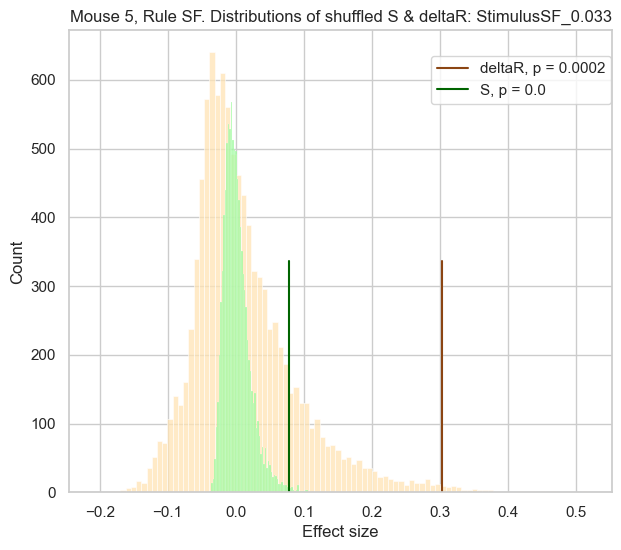 Mouse 5, Rule SF. Distributions of shuffled S & deltaR: StimulusSF_0.033
deltaR, p = 0.0002
S, p = 0.0
Count
600
500
400
300
200
100
0
−0.2 −0.1 0.0 0.1 0.2 0.3 0.4 0.5
Effect size